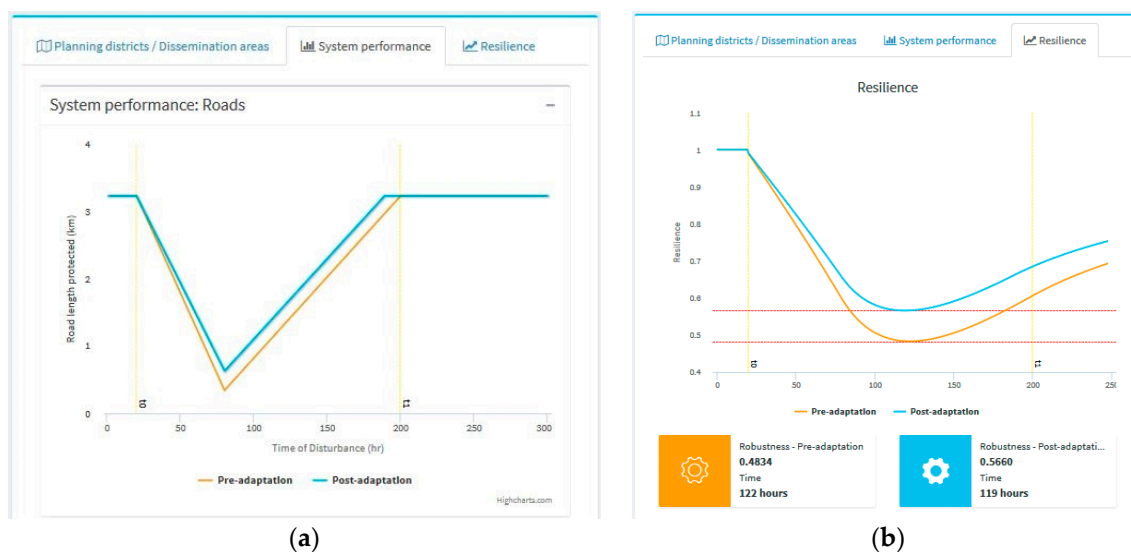 Planning districts / Dissemination areas System performance Resilience
System performance: Roads
−
4
3
2
1
0
Road length protected (km)
t0
t1
0 50 100 150 200 250 300
Time of Disturbance (hr)
Pre-adaptation Post-adaptation
Highcharts.com
(a)
Planning districts / Dissemination areas System performance Resilience
Resilience
1.1
1
0.9
0.8
0.7
0.6
0.5
0.4
Resilience
t0
t1
0 50 100 150 200 250
Pre-adaptation Post-adaptation
Robustness - Pre-adaptation
0.4834
Time
122 hours
Robustness - Post-adaptati...
0.5660
Time
119 hours
(b)